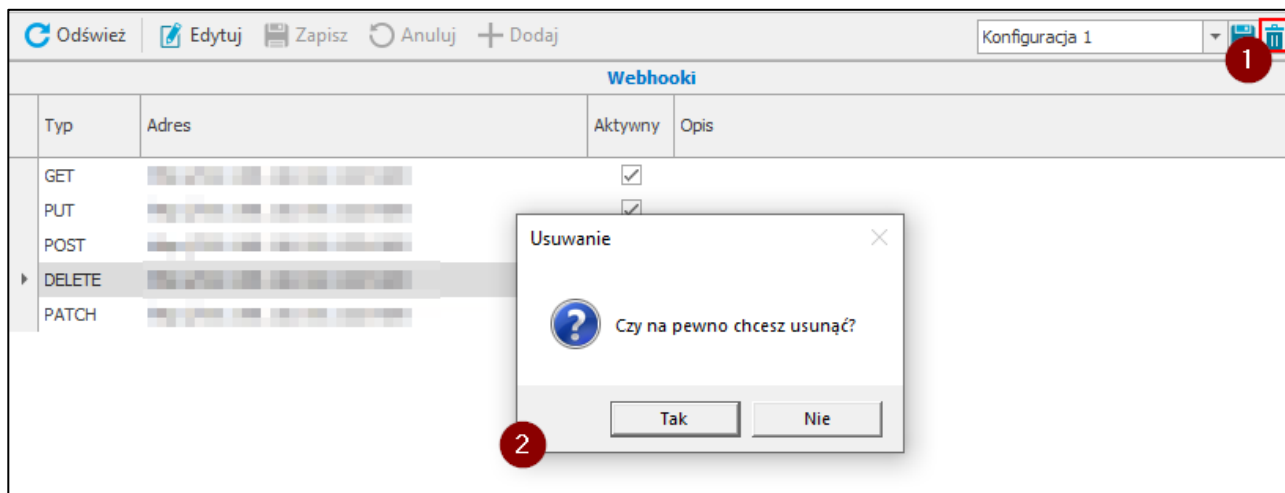 Odśwież Edytuj Zapisz Anuluj Dodaj Konfiguracja 1
1
Webhooki
Typ Adres Aktywny Opis
GET
PUT
POST
DELETE
PATCH
Usuwanie
Czy na pewno chcesz usunąć?
Tak Nie
2